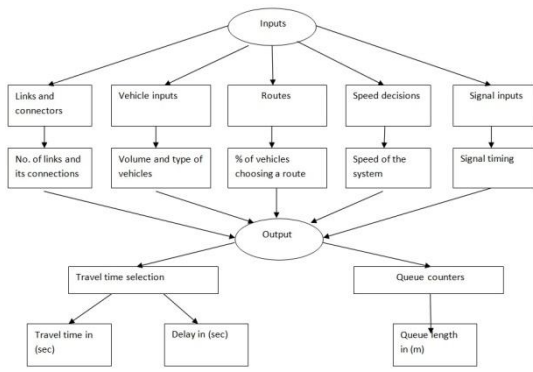 Inputs
Links and
connectors
Vehicle inputs
Routes
Speed decisions
Signal inputs
No. of links and
its connections
Volume and type of
vehicles
% of vehicles
choosing a route
Speed of the
system
Signal timing
Output
Travel time selection
Queue counters
Travel time in
(sec)
Delay in (sec)
Queue length
in (m)